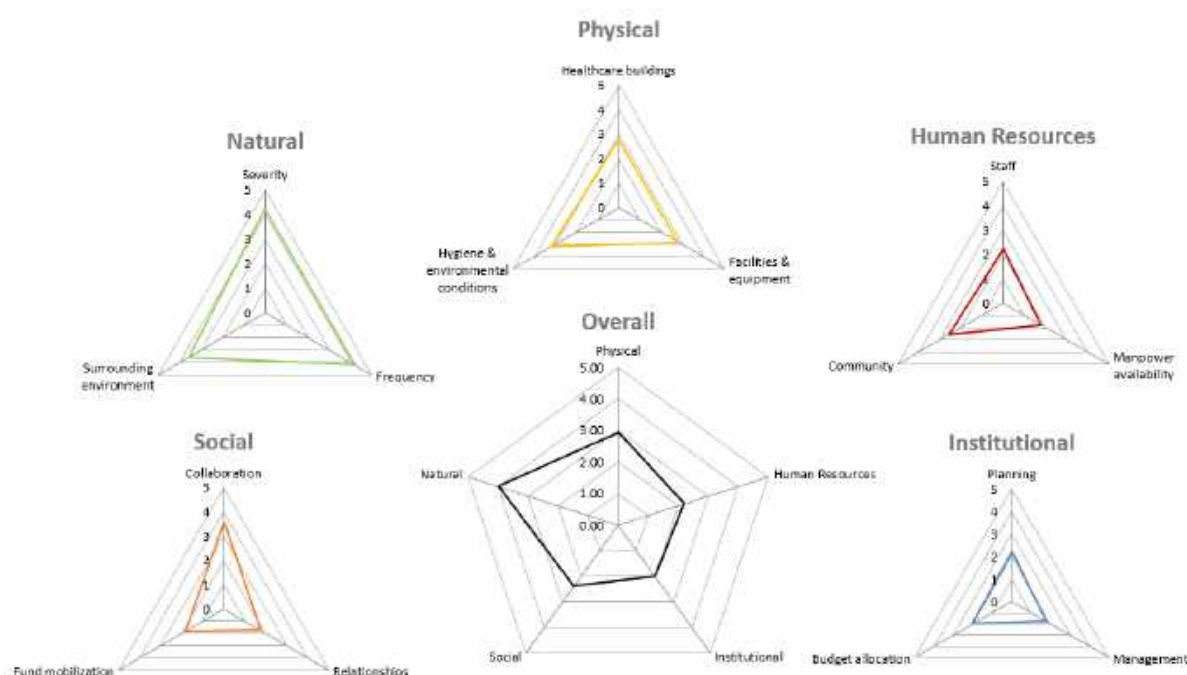 Physical
Healthcare buildings
5
4
3
2
1
0
Hygiene &
environmental
conditions
Facilities &
equipment
Natural
Severity
5
4
3
2
1
0
Surrounding
environment
Frequency
Human Resources
Staff
5
4
3
2
1
0
Community
Manpower
availability
Overall
Physical
5.00
4.00
3.00
2.00
1.00
0.00
Natural
Human Resources
Social
Institutional
Social
Collaboration
5
4
3
2
1
0
Fund mobilization
Relationships
Institutional
Planning
5
4
3
2
1
0
Budget allocation
Management